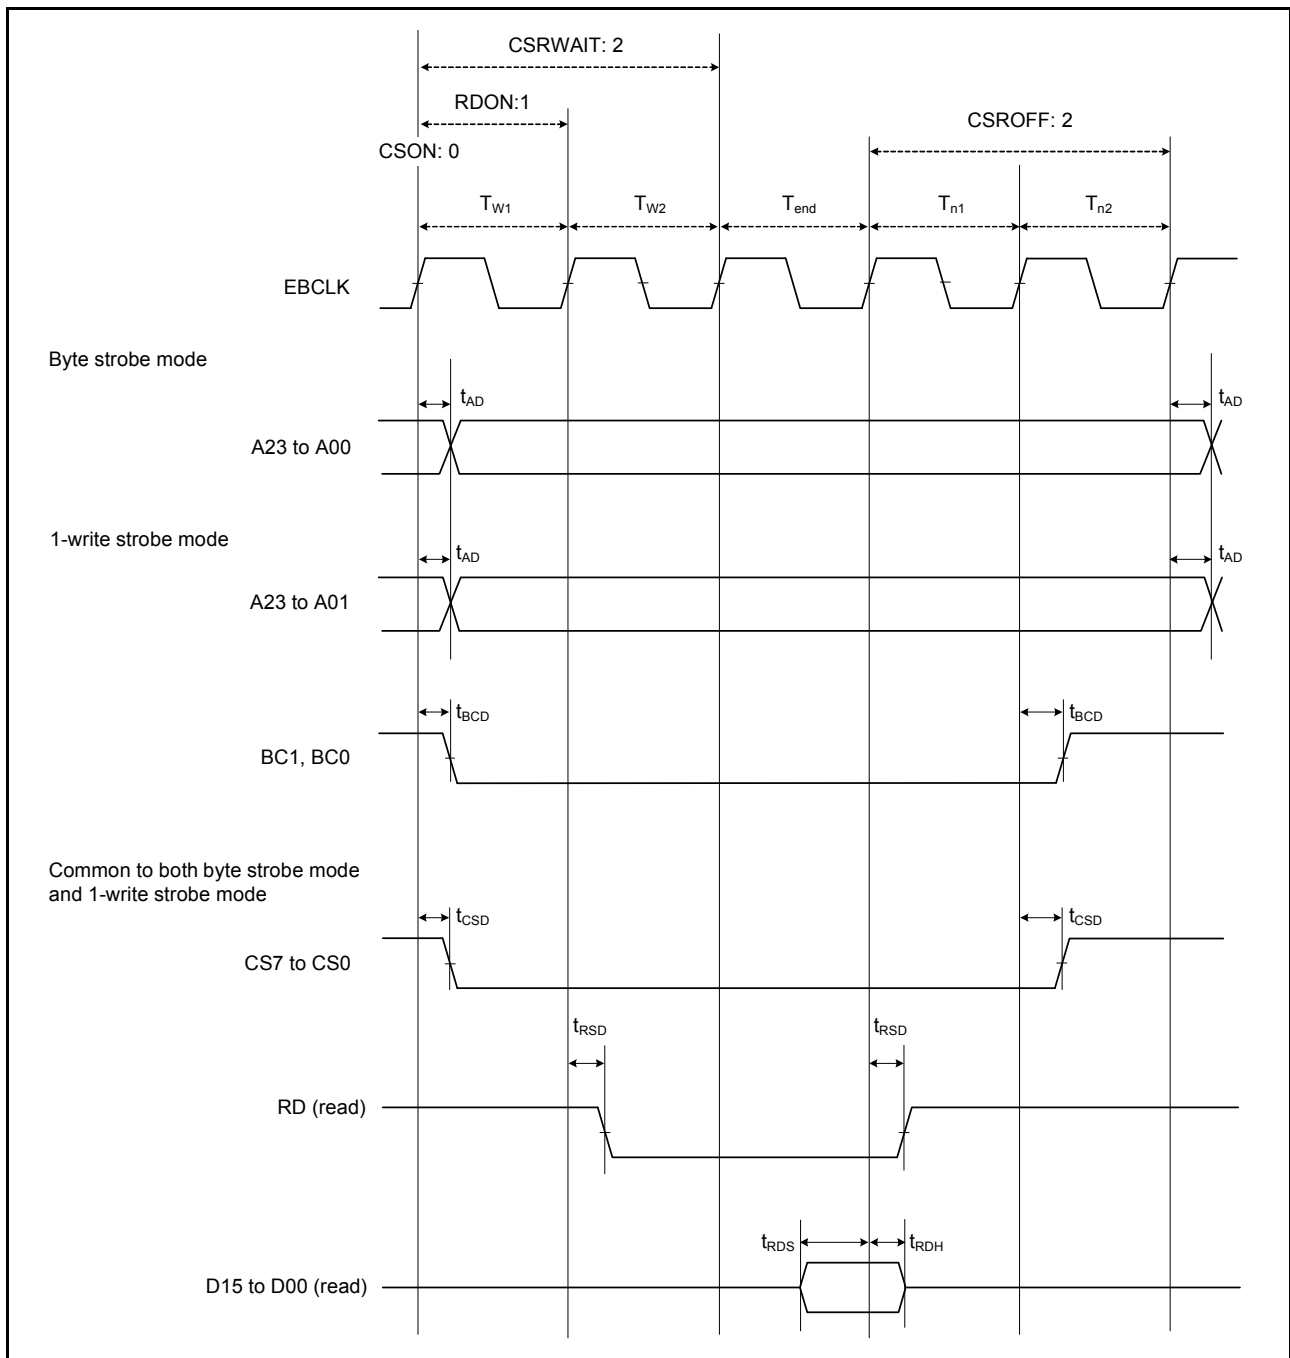 CSRWAIT: 2
RDON:1
CSROFF: 2
CSON: 0
TW1 TW2 Tend Tn1 Tn2
EBCLK
Byte strobe mode
tAD tAD
A23 to A00
1-write strobe mode
tAD tAD
A23 to A01
tBCD tBCD
BC1, BC0
Common to both byte strobe mode
and 1-write strobe mode
tCSD tCSD
CS7 to CS0
tRSD tRSD
RD (read)
tRDS tRDH
D15 to D00 (read)